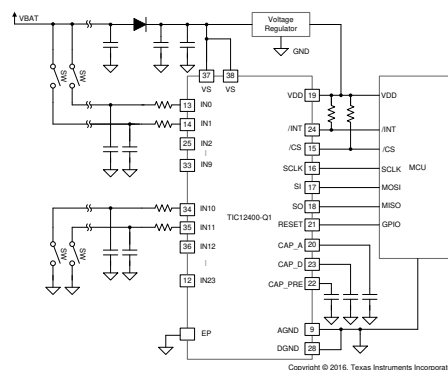 VBAT
Voltage
Regulator
GND
37
38
VS
VS
SW
SW
13
IN0
14
IN1
25
IN2
33
IN9
34
IN10
35
IN11
36
IN12
12
IN23
SW
SW
EP
TIC12400-Q1
VDD
19
VDD
/INT
24
/INT
/CS
15
/CS
SCLK
16
SCLK
SI
17
MOSI
SO
18
MISO
RESET
21
GPIO
MCU
CAP_A
20
CAP_D
23
CAP_PRE
22
AGND
9
DGND
28
Copyright © 2016, Texas Instruments Incorporat